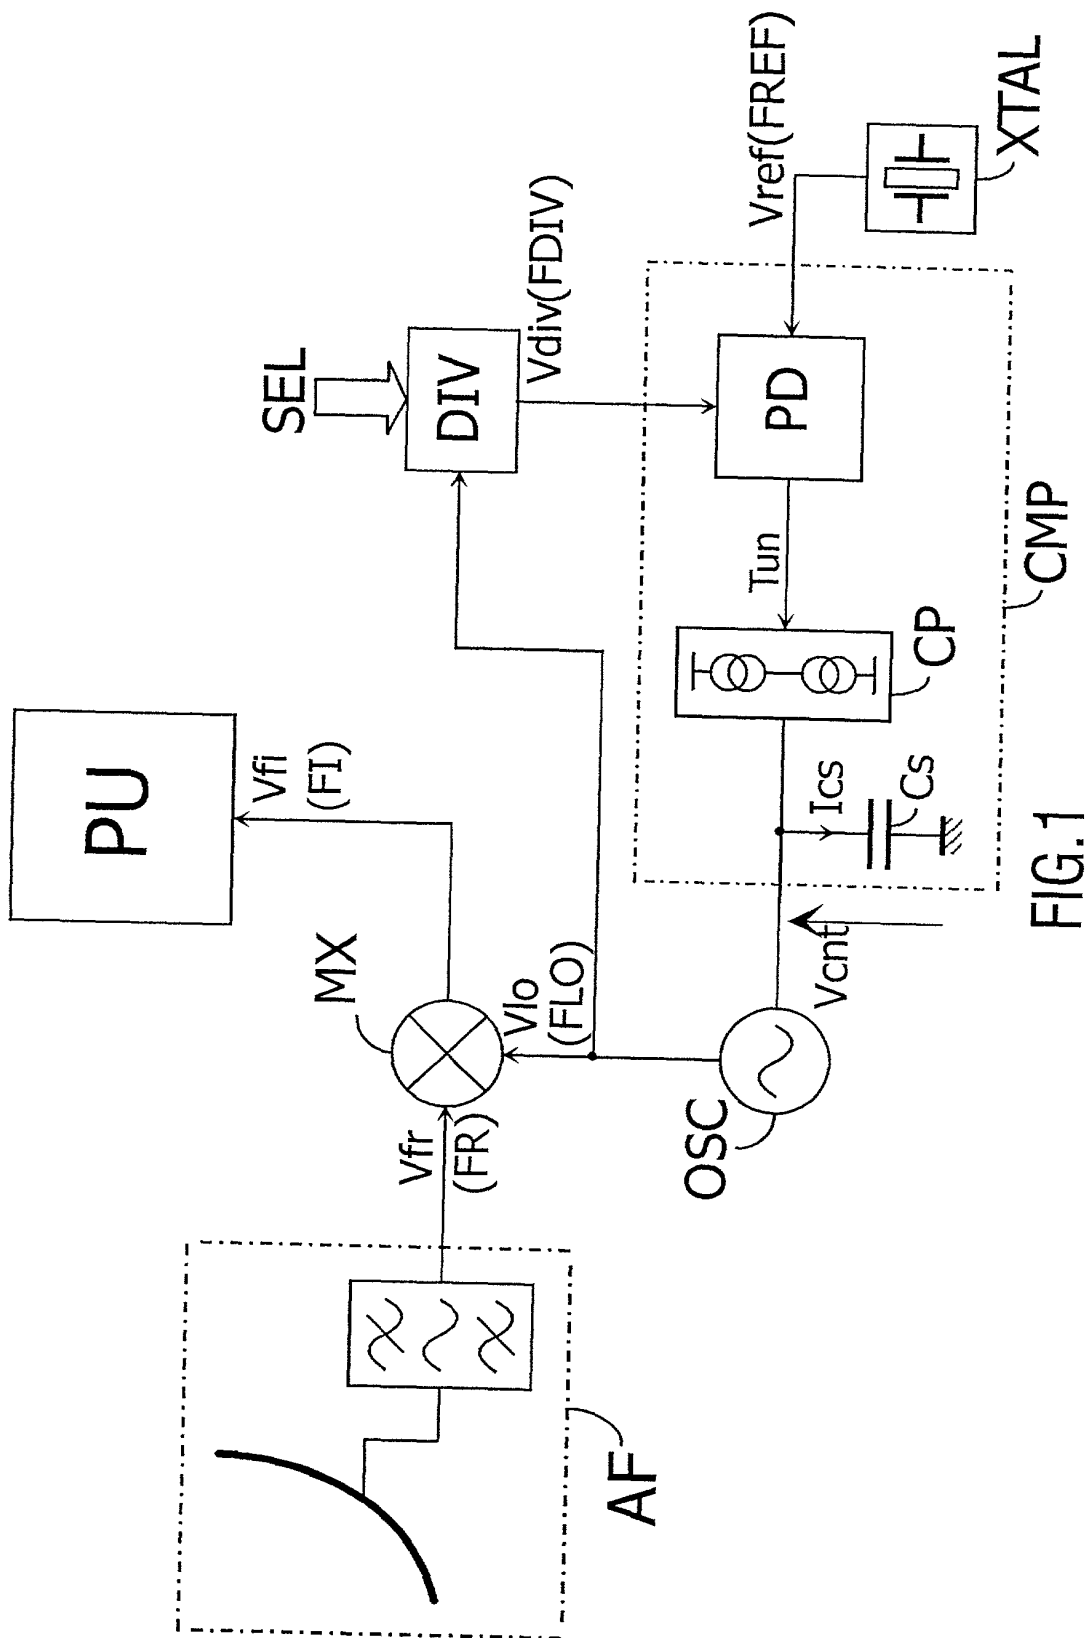 PU
Vfi
(FI)
MX
SEL
DIV
Vdiv(FDIV)
Vfr
(FR)
Vlo
(FLO)
AF
OSC
Vcnt
Ics
Cs
CP
Tun
PD
Vref(FREF)
CMP
XTAL
FIG.1